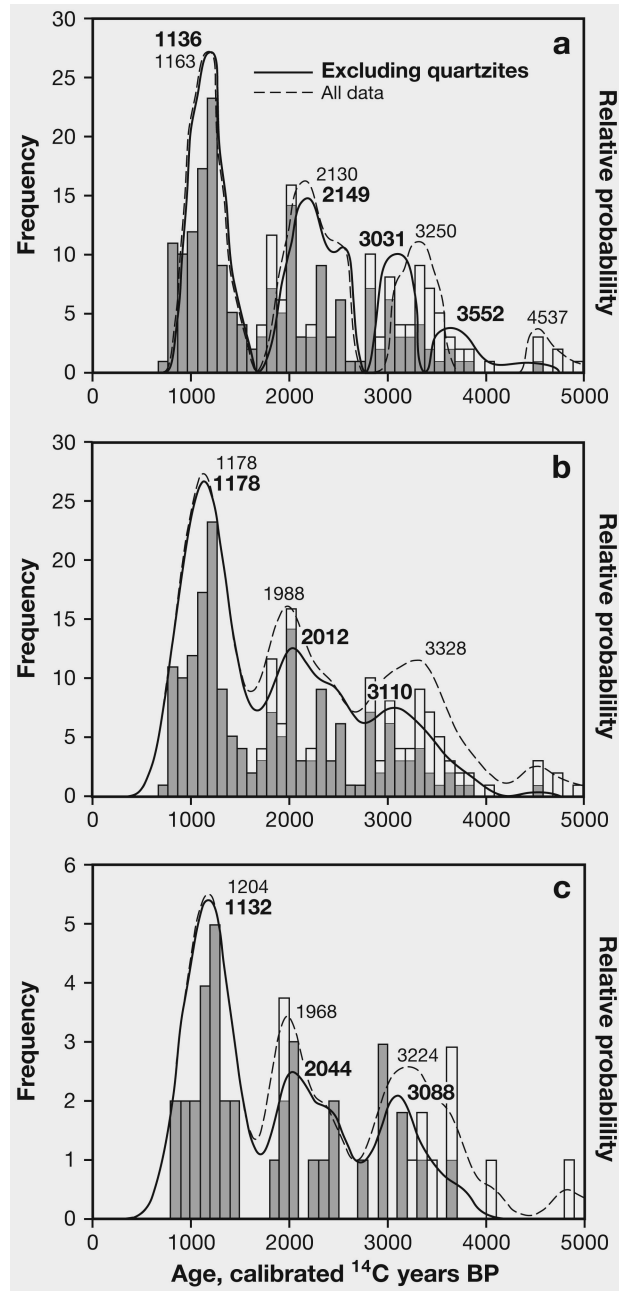 30
25
20
15
10
5
0
Frequency
1136
1163
a
Excluding quartzites
All data
2130
2149
3031
3250
3552
4537
Relative probablility
0 1000 2000 3000 4000 5000
30
25
20
15
10
5
0
Frequency
b
1178
1178
1988
2012
3328
3110
Relative probablility
0 1000 2000 3000 4000 5000
6
5
4
3
2
1
0
Frequency
c
1204
1132
1968
2044
3224
3088
Relative probablility
0 1000 2000 3000 4000 5000
Age, calibrated ¹⁴C years BP